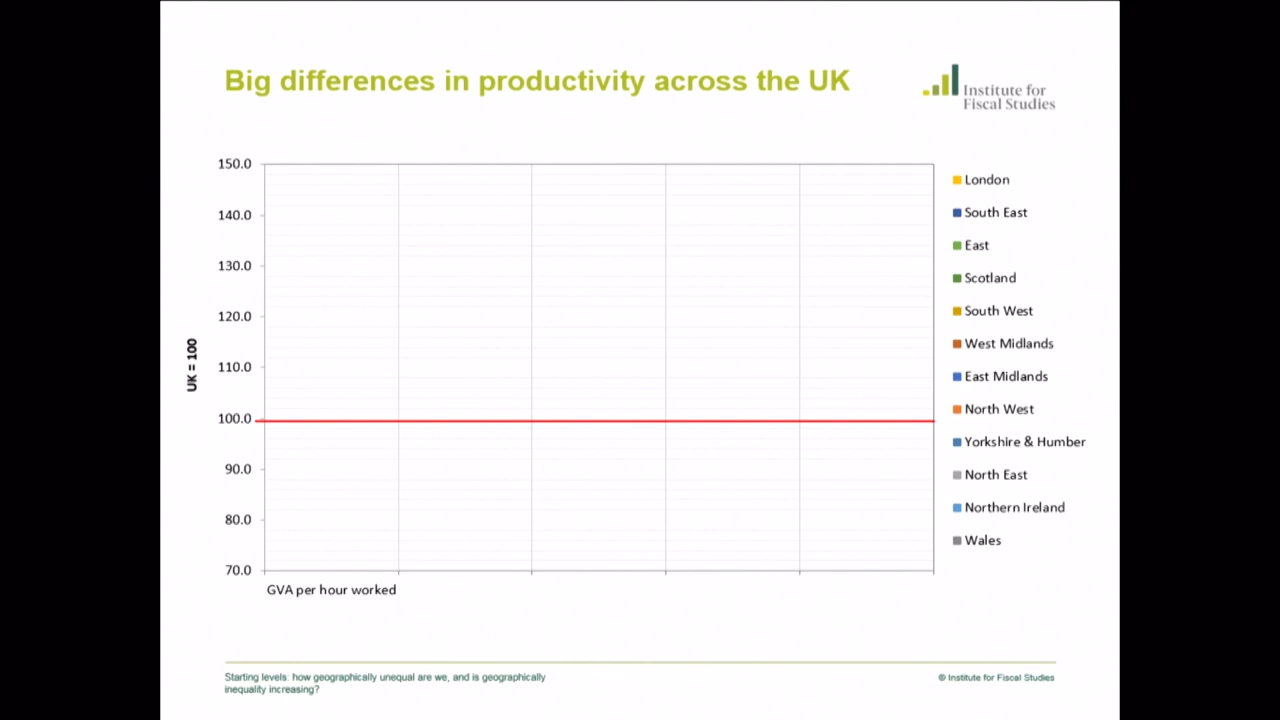 Big differences in productivity across the UK
Institute for
Fiscal Studies
150.0
140.0
130.0
120.0
110.0
100.0
90.0
80.0
70.0
UK = 100
GVA per hour worked
London
South East
East
Scotland
South West
West Midlands
East Midlands
North West
Yorkshire & Humber
North East
Northern Ireland
Wales
Starting levels: how geographically unequal are we, and is geographically
inequality increasing?
© Institute for Fiscal Studies